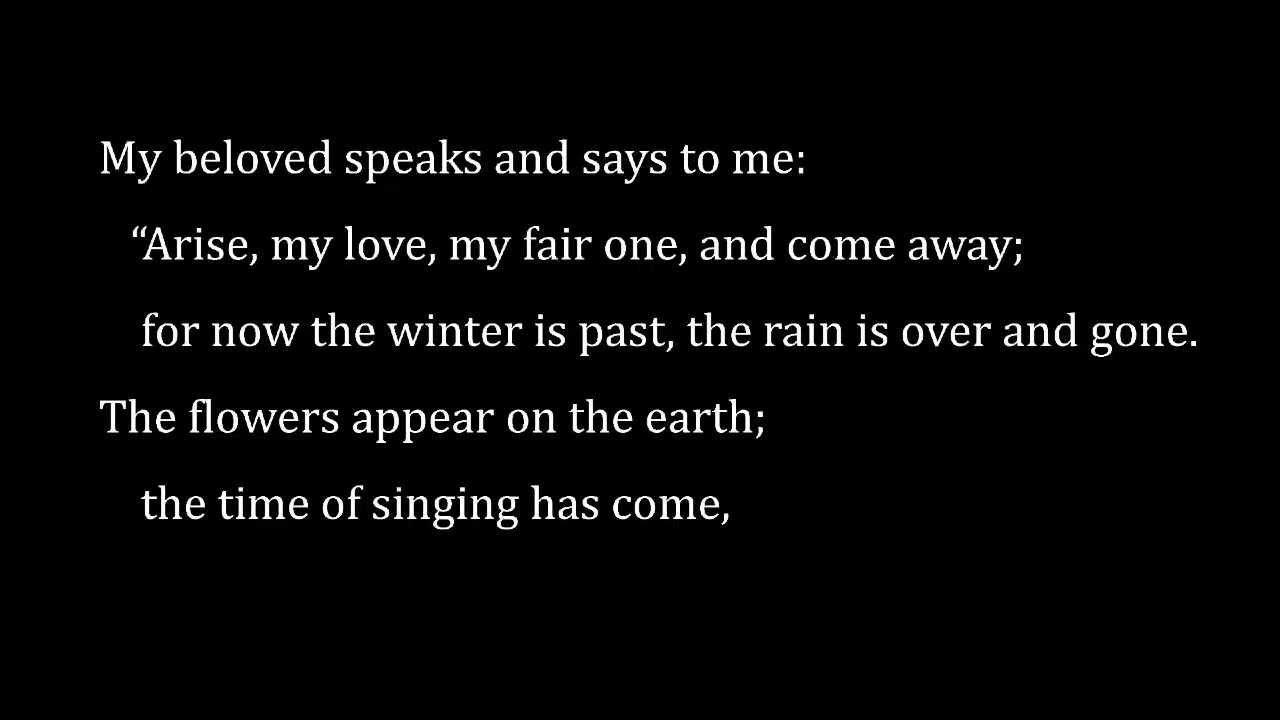 My beloved speaks and says to me:
“Arise, my love, my fair one, and come away;
for now the winter is past, the rain is over and gone.
The flowers appear on the earth;
the time of singing has come,